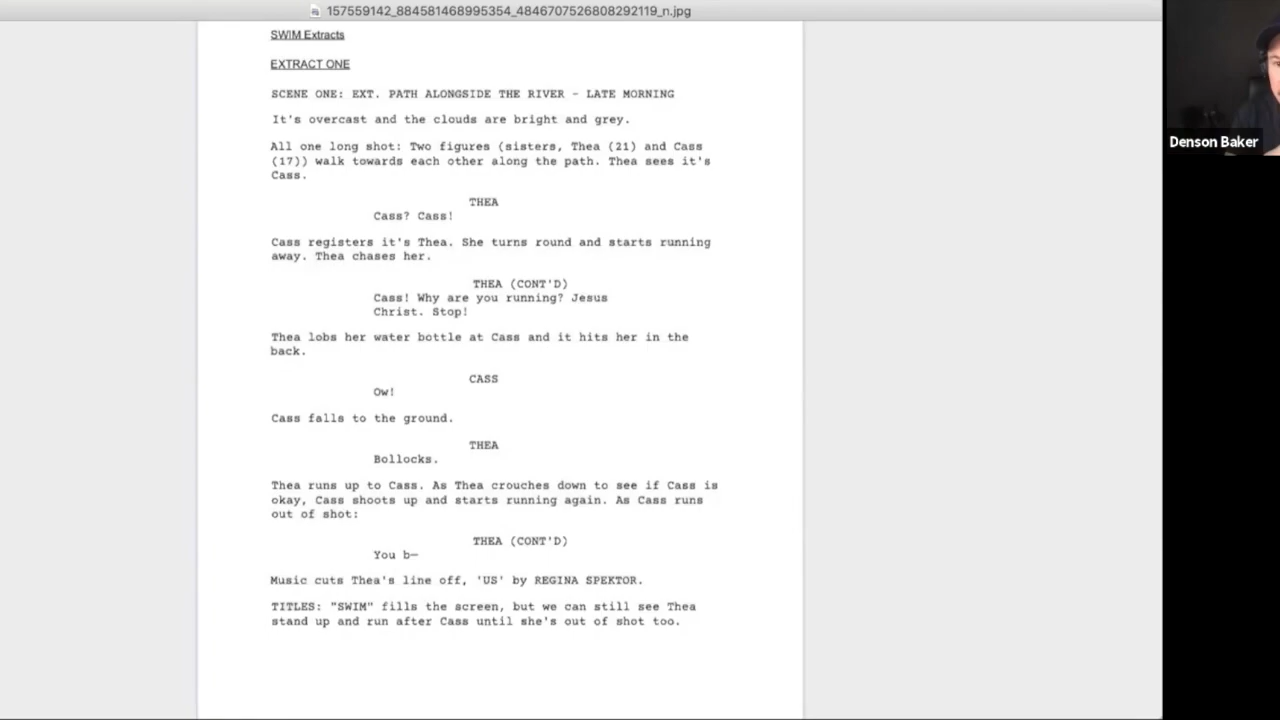 157559142_884581468995354_4846707526808292119_n.jpg
SWIM Extracts
EXTRACT ONE
SCENE ONE: EXT. PATH ALONGSIDE THE RIVER – LATE MORNING
It's overcast and the clouds are bright and grey.
All one long shot: Two figures (sisters, Thea (21) and Cass
(17)) walk towards each other along the path. Thea sees it's
Cass.
THEA
Cass? Cass!
Cass registers it's Thea. She turns round and starts running
away. Thea chases her.
THEA (CONT'D)
Cass! Why are you running? Jesus
Christ. Stop!
Thea lobs her water bottle at Cass and it hits her in the
back.
CASS
Ow!
Cass falls to the ground.
THEA
Bollocks.
Thea runs up to Cass. As Thea crouches down to see if Cass is
okay, Cass shoots up and starts running again. As Cass runs
out of shot:
THEA (CONT'D)
You b—
Music cuts Thea's line off, 'US' by REGINA SPEKTOR.
TITLES: "SWIM" fills the screen, but we can still see Thea
stand up and run after Cass until she's out of shot too.
Denson Baker